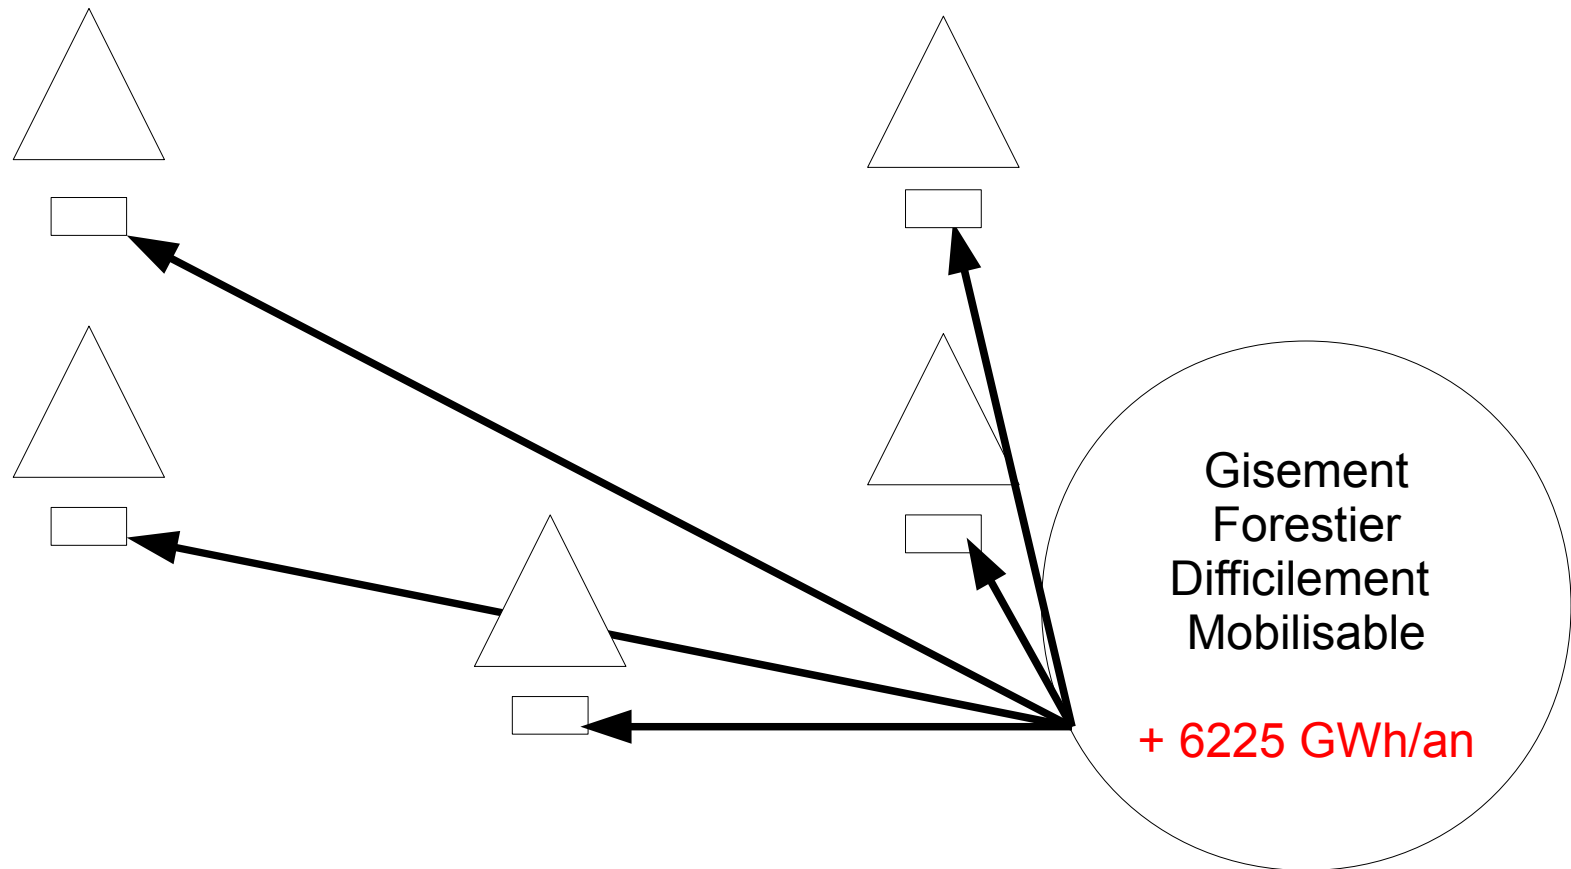 Gisement
Forestier
Difficilement
Mobilisable
+ 6225 GWh/an